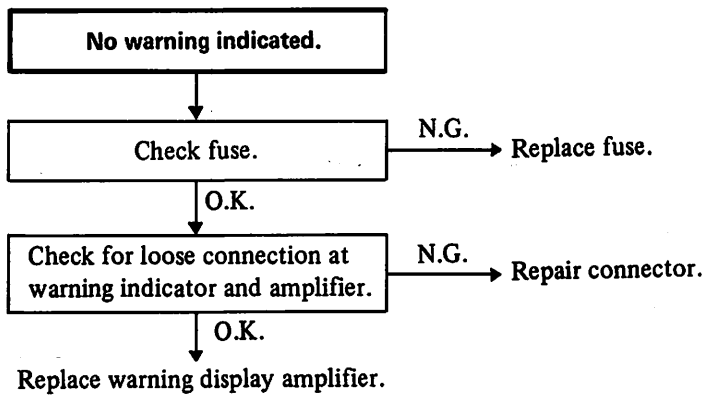 No warning indicated.
Check fuse.
N.G.
Replace fuse.
O.K.
Check for loose connection at
warning indicator and amplifier.
N.G.
Repair connector.
O.K.
Replace warning display amplifier.